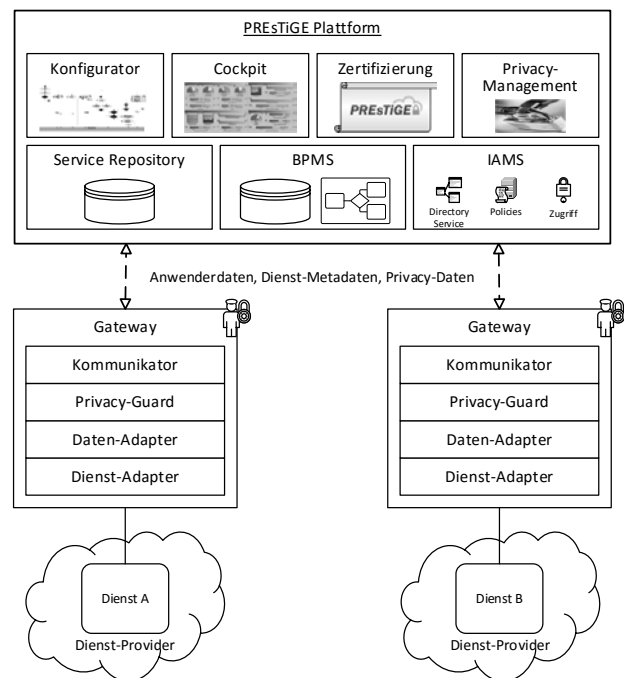 PREsTiGE Plattform
Konfigurator
Cockpit
Zertifizierung
PREsTiGE
Privacy-
Management
Service Repository
BPMS
IAMS
Directory
Service
Policies
Zugriff
Anwenderdaten, Dienst-Metadaten, Privacy-Daten
Gateway
Kommunikator
Privacy-Guard
Daten-Adapter
Dienst-Adapter
Dienst A
Dienst-Provider
Gateway
Kommunikator
Privacy-Guard
Daten-Adapter
Dienst-Adapter
Dienst B
Dienst-Provider